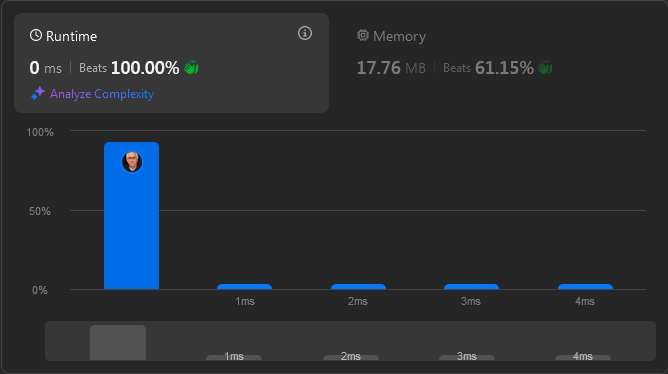 Runtime
0 ms | Beats 100.00%
Analyze Complexity
Memory
17.76 MB | Beats 61.15%
100%
50%
0%
1ms 2ms 3ms 4ms
1ms 2ms 3ms 4ms